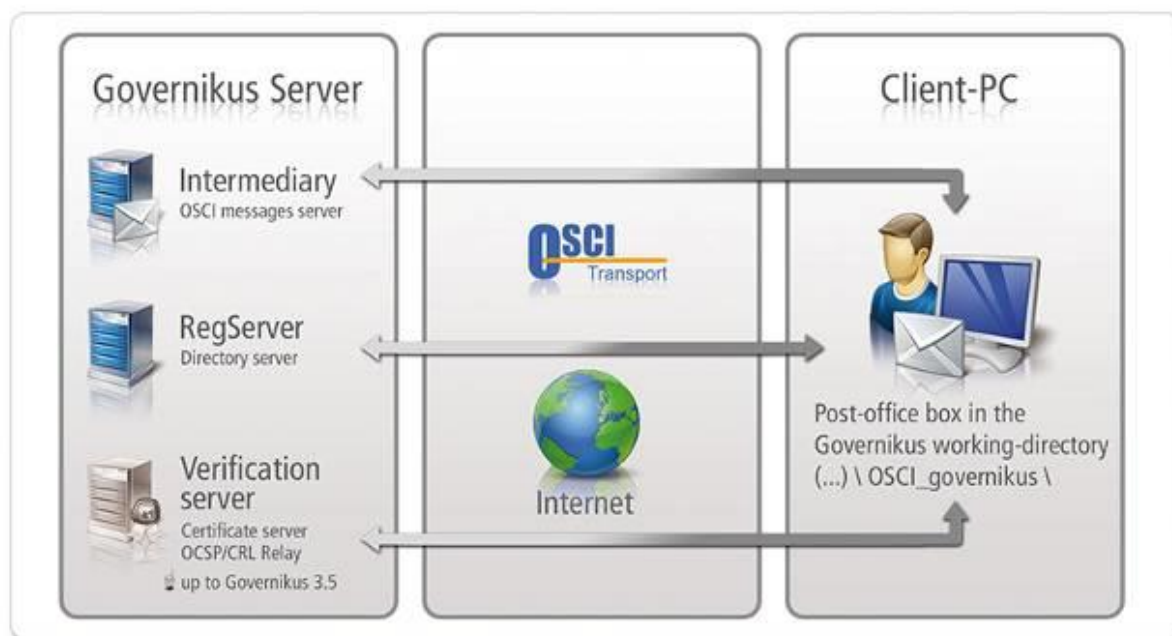 Governikus Server
Intermediary
OSCI messages server
RegServer
Directory server
Verification
server
Certificate server
OCSP/CRL Relay
up to Governikus 3.5
OSCI
Transport
Internet
Client-PC
Post-office box in the
Governikus working-directory
(...) \ OSCI_governikus \